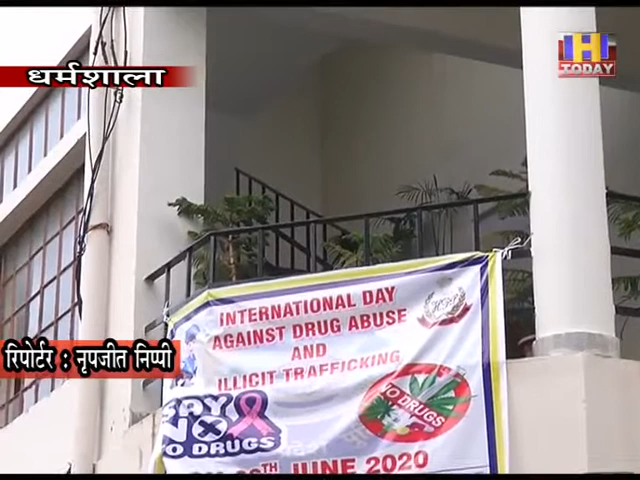 धर्मशाला
H
TODAY
रिपोर्टर : नृपजीत निप्पी
INTERNATIONAL DAY
AGAINST DRUG ABUSE
AND
ILLICIT TRAFFICKING
SAY
NO
TO DRUGS
NO DRUGS
JUNE 2020